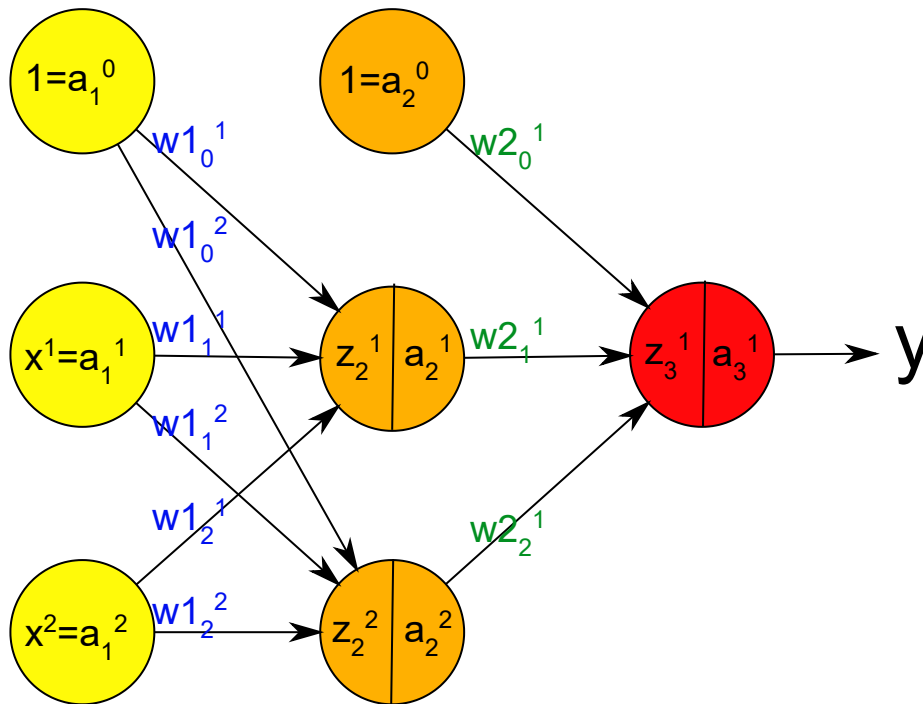 1=a₁⁰ 1=a₂⁰
w1₀¹ w2₀¹
w1₀²
x¹=a₁¹ w1₁¹ z₂¹ a₂¹ w2₁¹ z₃¹ a₃¹ y
w1₁²
w1₂¹ w2₂¹
x²=a₁² w1₂² z₂² a₂²